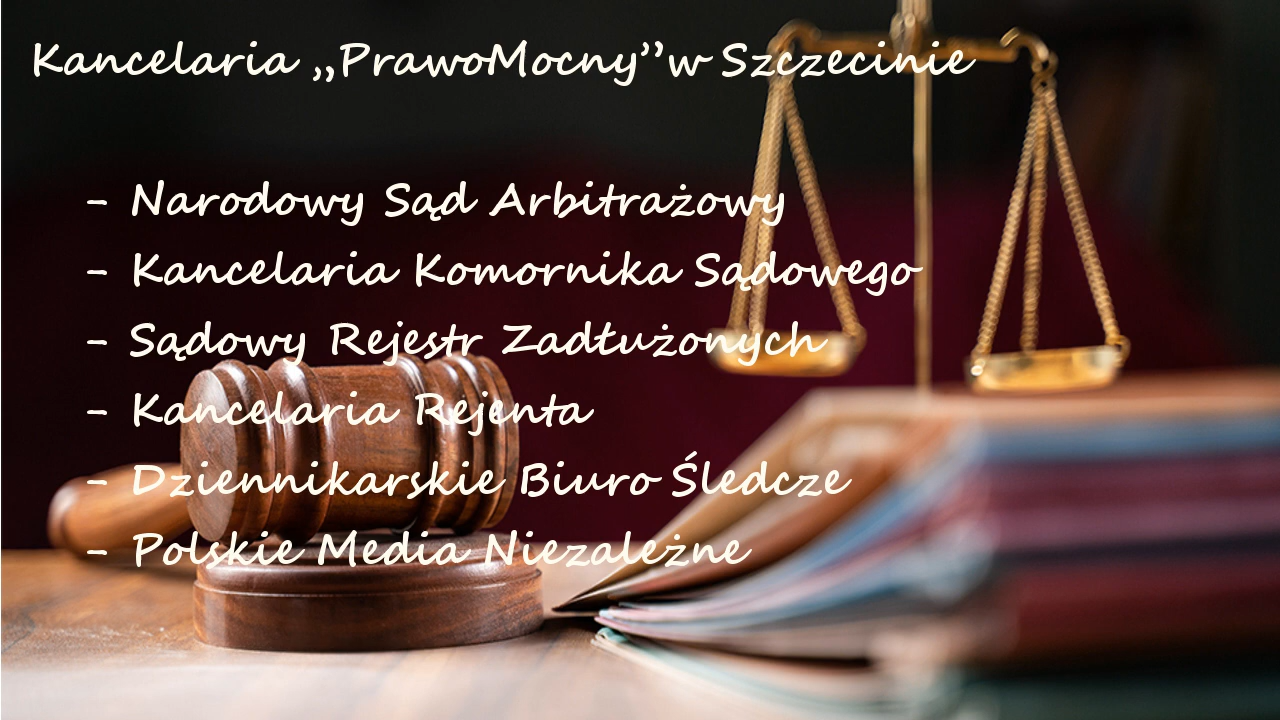 Kancelaria „PrawoMocny” w Szczecinie
- Narodowy Sąd Arbitrażowy
- Kancelaria Komornika Sądowego
- Sądowy Rejestr Zadłużonych
- Kancelaria Rejenta
- Dziennikarskie Biuro Śledcze
- Polskie Media Niezależne